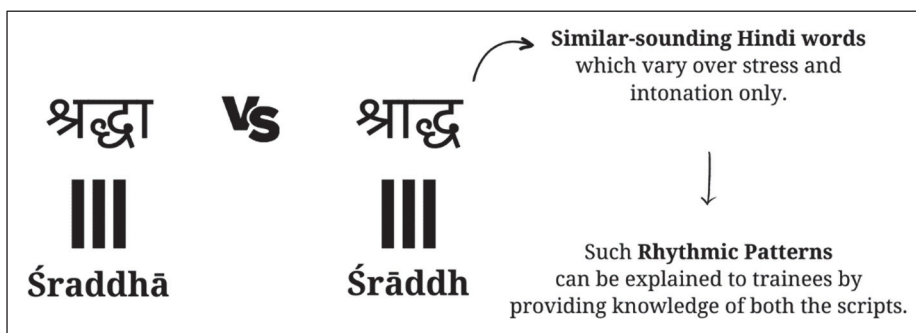 श्रद्धा VS श्राद्ध
Śraddhā
Śrāddh
Similar-sounding Hindi words
which vary over stress and
intonation only.
Such Rhythmic Patterns
can be explained to trainees by
providing knowledge of both the scripts.